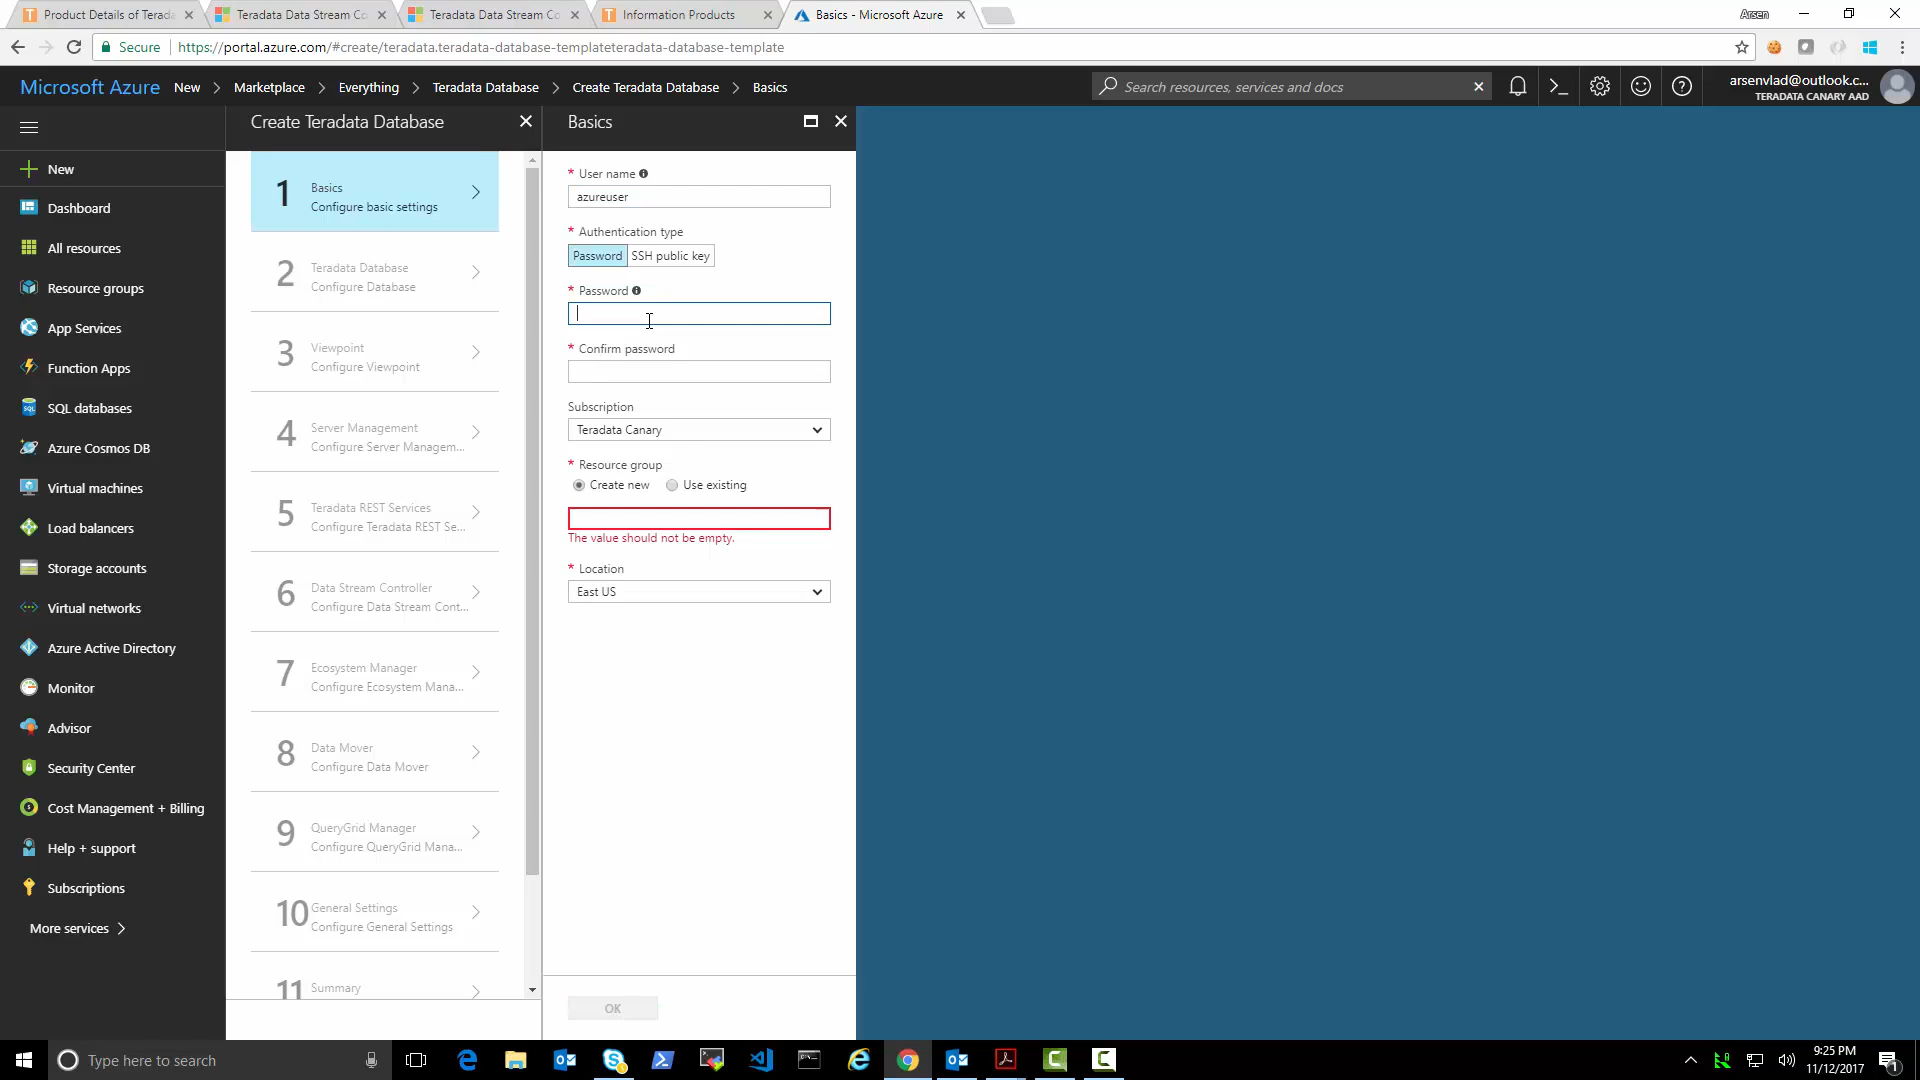 Product Details of Terada
Teradata Data Stream Co
Teradata Data Stream Co
Information Products
Basics - Microsoft Azure
Arsen
Secure
https://portal.azure.com/#create/teradata.teradata-database-templateteradata-database-template
Microsoft Azure
New
Marketplace
Everything
Teradata Database
Create Teradata Database
Basics
Search resources, services and docs
arsenvlad@outlook.c...
TERADATA CANARY AAD
New
Dashboard
All resources
Resource groups
App Services
Function Apps
SQL databases
Azure Cosmos DB
Virtual machines
Load balancers
Storage accounts
Virtual networks
Azure Active Directory
Monitor
Advisor
Security Center
Cost Management + Billing
Help + support
Subscriptions
More services
Create Teradata Database
1
Basics
Configure basic settings
2
Teradata Database
Configure Database
3
Viewpoint
Configure Viewpoint
4
Server Management
Configure Server Managem...
5
Teradata REST Services
Configure Teradata REST Se...
6
Data Stream Controller
Configure Data Stream Cont...
7
Ecosystem Manager
Configure Ecosystem Mana...
8
Data Mover
Configure Data Mover
9
QueryGrid Manager
Configure QueryGrid Mana...
10
General Settings
Configure General Settings
11
Summary
Basics
* User name
azureuser
* Authentication type
Password SSH public key
* Password
* Confirm password
Subscription
Teradata Canary
* Resource group
Create new Use existing
The value should not be empty.
* Location
East US
OK
Type here to search
9:25 PM
11/12/2017
1